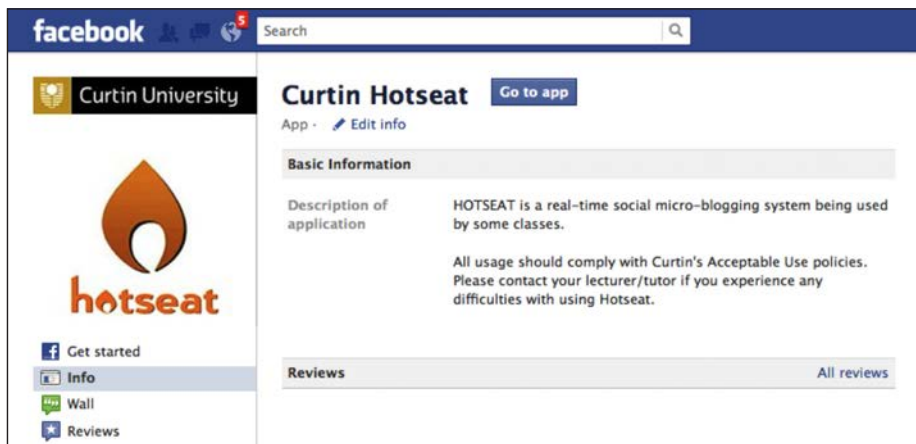 facebook
5
Search
Curtin University
Curtin Hotseat
Go to app
App · Edit info
Basic Information
Description of
application
HOTSEAT is a real-time social micro-blogging system being used
by some classes.
All usage should comply with Curtin's Acceptable Use policies.
Please contact your lecturer/tutor if you experience any
difficulties with using Hotseat.
hotseat
Get started
Info
Wall
Reviews
Reviews
All reviews